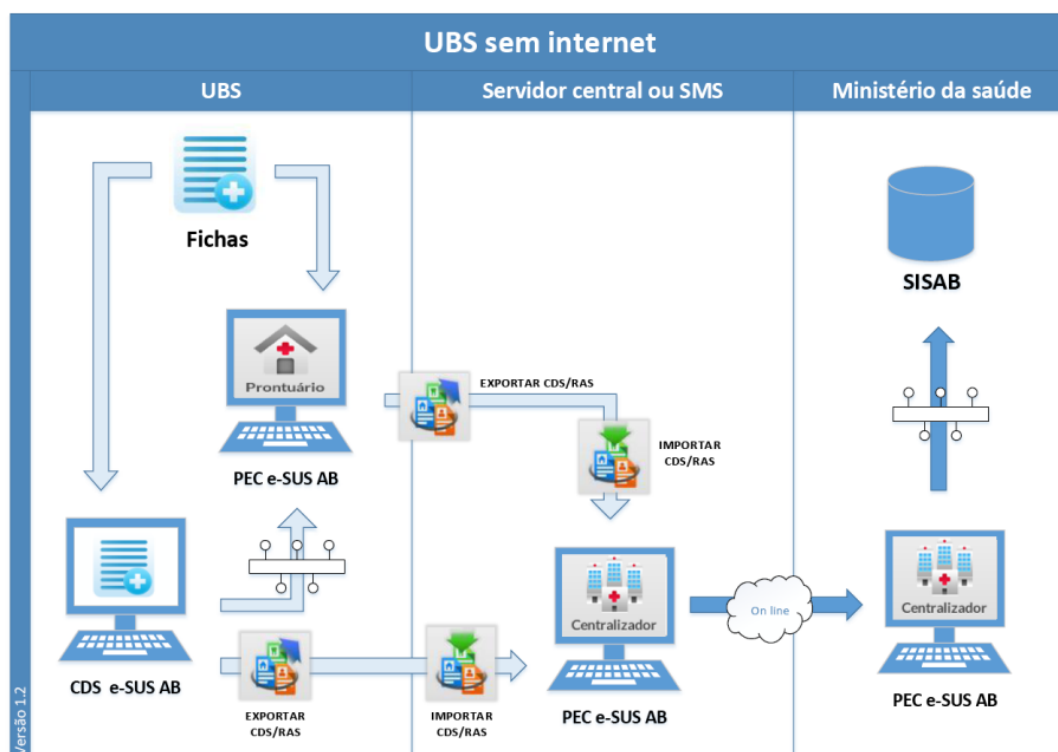 UBS sem internet
UBS
Servidor central ou SMS
Ministério da saúde
Fichas
SISAB
Prontuário
PEC e-SUS AB
EXPORTAR CDS/RAS
IMPORTAR
CDS/RAS
CDS e-SUS AB
EXPORTAR
CDS/RAS
IMPORTAR
CDS/RAS
Centralizador
PEC e-SUS AB
On line
Centralizador
PEC e-SUS AB
Versão 1.2